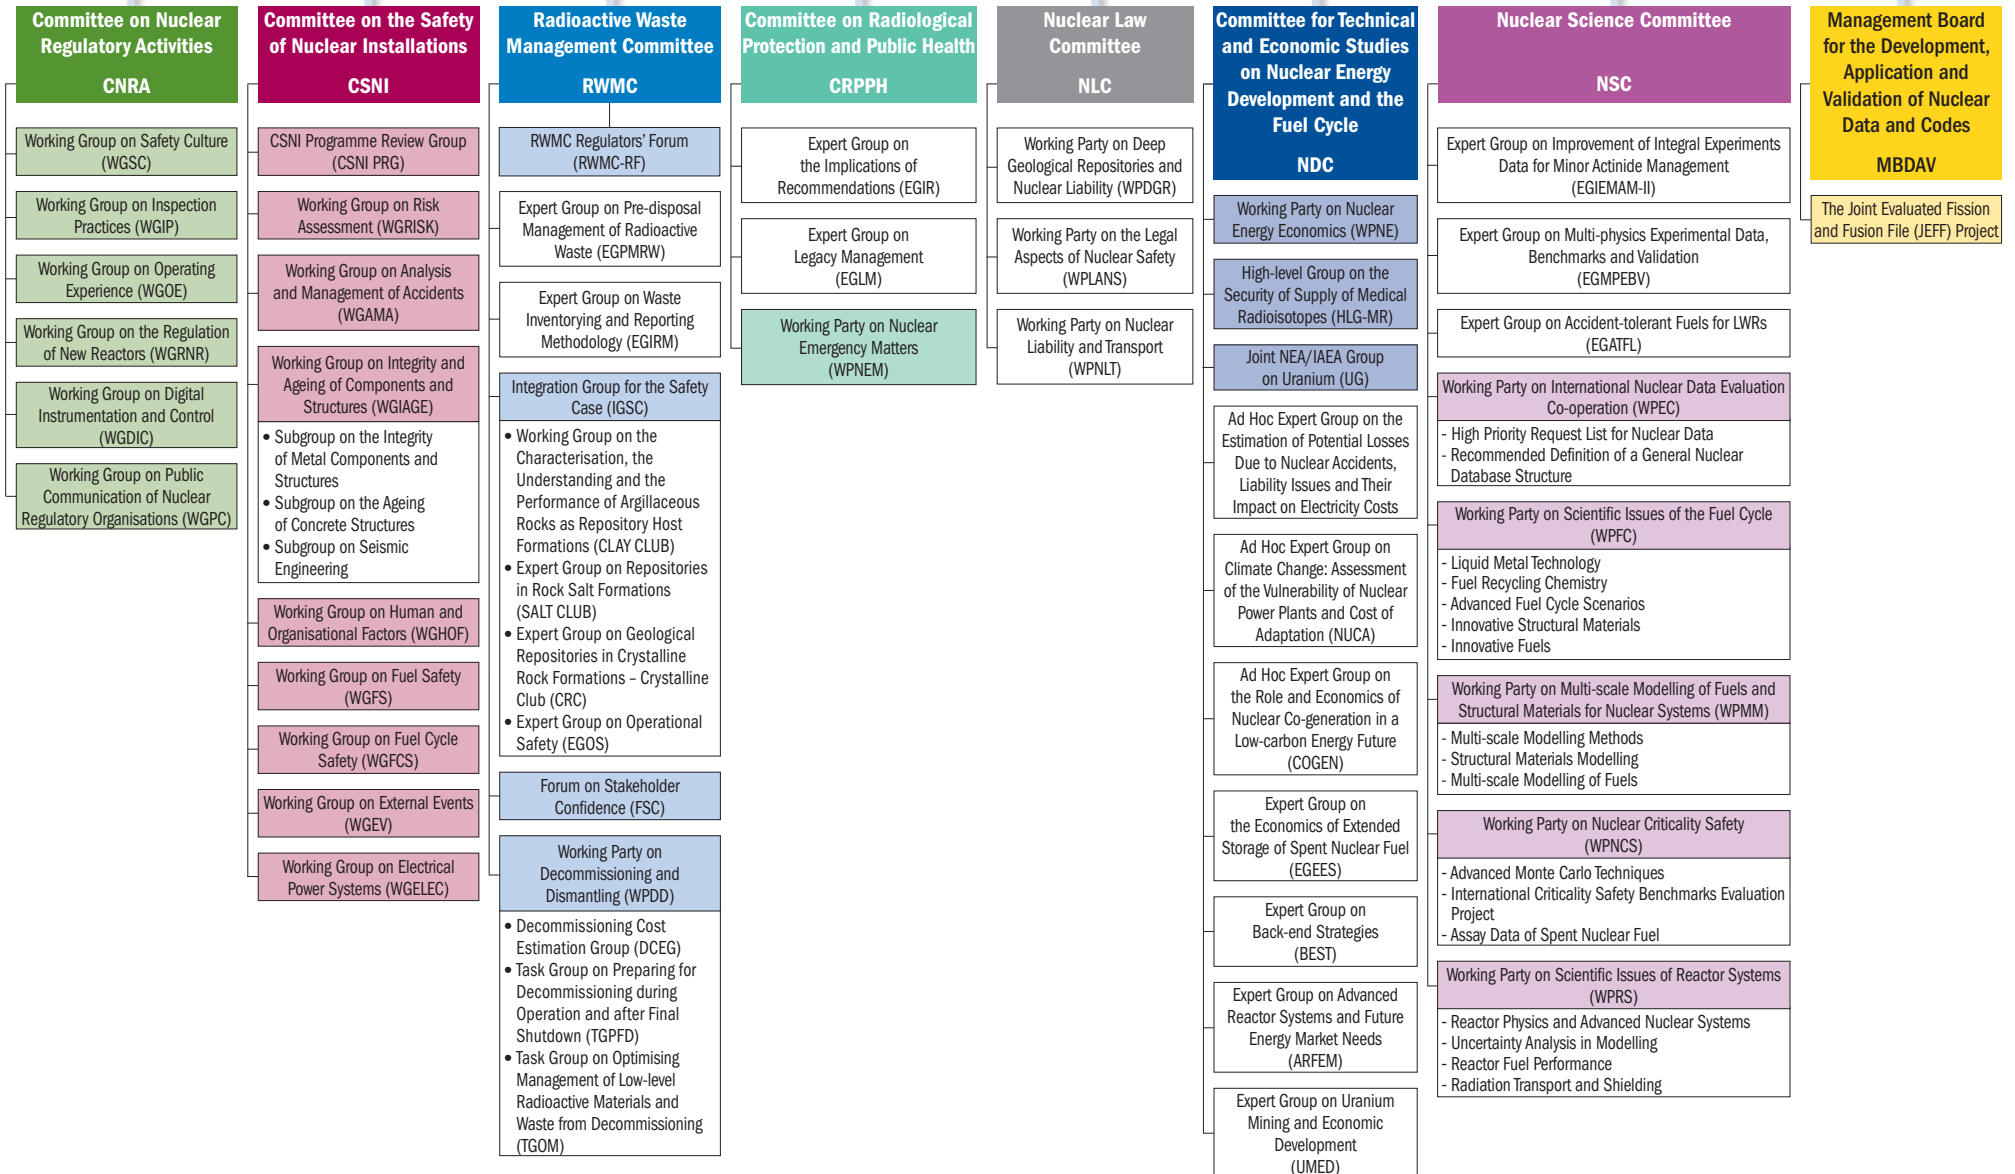 Committee on Nuclear
Regulatory Activities
CNRA
Working Group on Safety Culture
(WGSC)
Working Group on Inspection
Practices (WGIP)
Working Group on Operating
Experience (WGOE)
Working Group on the Regulation
of New Reactors (WGRNR)
Working Group on Digital
Instrumentation and Control
(WGDIC)
Working Group on Public
Communication of Nuclear
Regulatory Organisations (WGPC)
Committee on the Safety
of Nuclear Installations
CSNI
CSNI Programme Review Group
(CSNI PRG)
Working Group on Risk
Assessment (WGRISK)
Working Group on Analysis
and Management of Accidents
(WGAMA)
Working Group on Integrity and
Ageing of Components and
Structures (WGIAGE)
• Subgroup on the Integrity
of Metal Components and
Structures
• Subgroup on the Ageing
of Concrete Structures
• Subgroup on Seismic
Engineering
Working Group on Human and
Organisational Factors (WGHOF)
Working Group on Fuel Safety
(WGFS)
Working Group on Fuel Cycle
Safety (WGFCS)
Working Group on External Events
(WGEV)
Working Group on Electrical
Power Systems (WGELEC)
Radioactive Waste
Management Committee
RWMC
RWMC Regulators' Forum
(RWMC-RF)
Expert Group on Pre-disposal
Management of Radioactive
Waste (EGPMRW)
Expert Group on Waste
Inventorying and Reporting
Methodology (EGIRM)
Integration Group for the Safety
Case (IGSC)
• Working Group on the
Characterisation, the
Understanding and the
Performance of Argillaceous
Rocks as Repository Host
Formations (CLAY CLUB)
• Expert Group on Repositories
in Rock Salt Formations
(SALT CLUB)
• Expert Group on Geological
Repositories in Crystalline
Rock Formations – Crystalline
Club (CRC)
• Expert Group on Operational
Safety (EGOS)
Forum on Stakeholder
Confidence (FSC)
Working Party on
Decommissioning and
Dismantling (WPDD)
• Decommissioning Cost
Estimation Group (DCEG)
• Task Group on Preparing for
Decommissioning during
Operation and after Final
Shutdown (TGPFD)
• Task Group on Optimising
Management of Low-level
Radioactive Materials and
Waste from Decommissioning
(TGOM)
Committee on Radiological
Protection and Public Health
CRPPH
Expert Group on
the Implications of
Recommendations (EGIR)
Expert Group on
Legacy Management
(EGLM)
Working Party on Nuclear
Emergency Matters
(WPNEM)
Nuclear Law
Committee
NLC
Working Party on Deep
Geological Repositories and
Nuclear Liability (WPDGR)
Working Party on the Legal
Aspects of Nuclear Safety
(WPLANS)
Working Party on Nuclear
Liability and Transport
(WPNLT)
Committee for Technical
and Economic Studies
on Nuclear Energy
Development and the
Fuel Cycle
NDC
Working Party on Nuclear
Energy Economics (WPNE)
High-level Group on the
Security of Supply of Medical
Radioisotopes (HLG-MR)
Joint NEA/IAEA Group
on Uranium (UG)
Ad Hoc Expert Group on the
Estimation of Potential Losses
Due to Nuclear Accidents,
Liability Issues and Their
Impact on Electricity Costs
Ad Hoc Expert Group on
Climate Change: Assessment
of the Vulnerability of Nuclear
Power Plants and Cost of
Adaptation (NUCA)
Ad Hoc Expert Group on
the Role and Economics of
Nuclear Co-generation in a
Low-carbon Energy Future
(COGEN)
Expert Group on
the Economics of Extended
Storage of Spent Nuclear Fuel
(EGEES)
Expert Group on
Back-end Strategies
(BEST)
Expert Group on Advanced
Reactor Systems and Future
Energy Market Needs
(ARFEM)
Expert Group on Uranium
Mining and Economic
Development
(UMED)
Nuclear Science Committee
NSC
Expert Group on Improvement of Integral Experiments
Data for Minor Actinide Management
(EGIEMAM-II)
Expert Group on Multi-physics Experimental Data,
Benchmarks and Validation
(EGMPEBV)
Expert Group on Accident-tolerant Fuels for LWRs
(EGATFL)
Working Party on International Nuclear Data Evaluation
Co-operation (WPEC)
- High Priority Request List for Nuclear Data
- Recommended Definition of a General Nuclear
Database Structure
Working Party on Scientific Issues of the Fuel Cycle
(WPFC)
- Liquid Metal Technology
- Fuel Recycling Chemistry
- Advanced Fuel Cycle Scenarios
- Innovative Structural Materials
- Innovative Fuels
Working Party on Multi-scale Modelling of Fuels and
Structural Materials for Nuclear Systems (WPMM)
- Multi-scale Modelling Methods
- Structural Materials Modelling
- Multi-scale Modelling of Fuels
Working Party on Nuclear Criticality Safety
(WPNCS)
- Advanced Monte Carlo Techniques
- International Criticality Safety Benchmarks Evaluation
Project
- Assay Data of Spent Nuclear Fuel
Working Party on Scientific Issues of Reactor Systems
(WPRS)
- Reactor Physics and Advanced Nuclear Systems
- Uncertainty Analysis in Modelling
- Reactor Fuel Performance
- Radiation Transport and Shielding
Management Board
for the Development,
Application and
Validation of Nuclear
Data and Codes
MBDAV
The Joint Evaluated Fission
and Fusion File (JEFF) Project